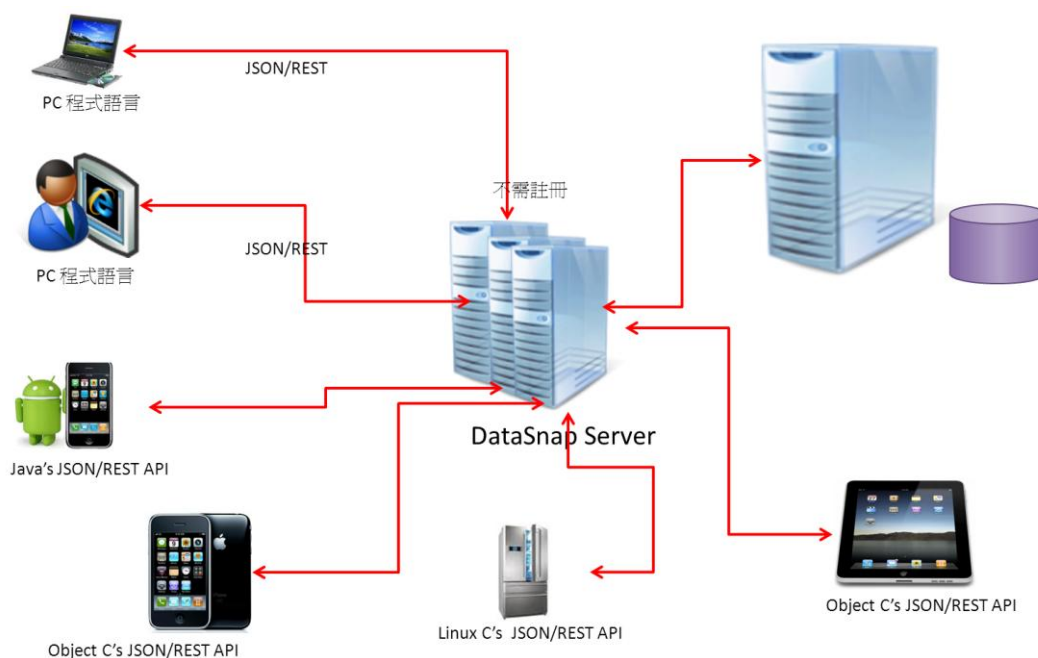 JSON/REST
PC 程式語言
不需註冊
JSON/REST
PC 程式語言
DataSnap Server
Java's JSON/REST API
Object C's JSON/REST API
Linux C's JSON/REST API
Object C's JSON/REST API